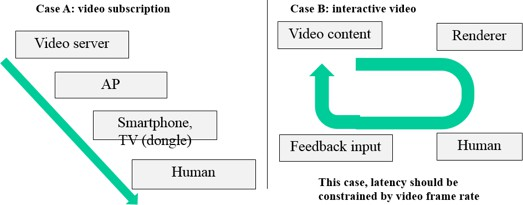 Case A: video subscription
Video server
AP
Smartphone,
TV (dongle)
Human
Case B: interactive video
Video content
Renderer
Feedback input
Human
This case, latency should be
constrained by video frame rate